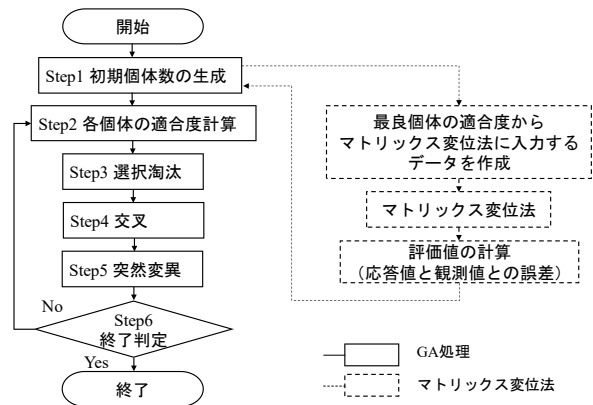 開始
Step1 初期個体数の生成
Step2 各個体の適合度計算
Step3 選択淘汰
Step4 交叉
Step5 突然変異
No
Step6
終了判定
Yes
終了
最良個体の適合度から
マトリックス変位法に入力する
データを作成
マトリックス変位法
評価値の計算
（応答値と観測値との誤差）
GA処理
マトリックス変位法